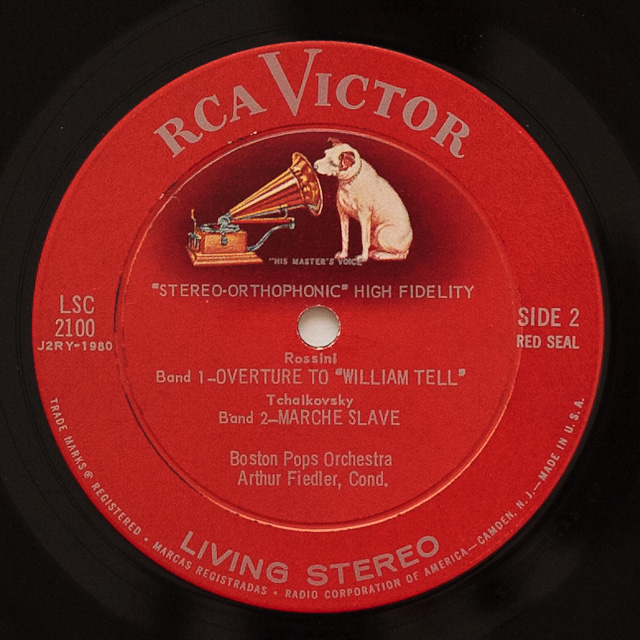 RCA VICTOR
"HIS MASTER'S VOICE"
"STEREO-ORTHOPHONIC" HIGH FIDELITY
LSC
2100
J2RY-1980
SIDE 2
RED SEAL
Rossini
Band 1—OVERTURE TO "WILLIAM TELL"
Tchaikovsky
Band 2—MARCHE SLAVE
Boston Pops Orchestra
Arthur Fiedler, Cond.
LIVING STEREO
TRADE MARKS ® REGISTERED • MARCAS REGISTRADAS • RADIO CORPORATION OF AMERICA—CAMDEN, N. J.—MADE IN U.S.A.